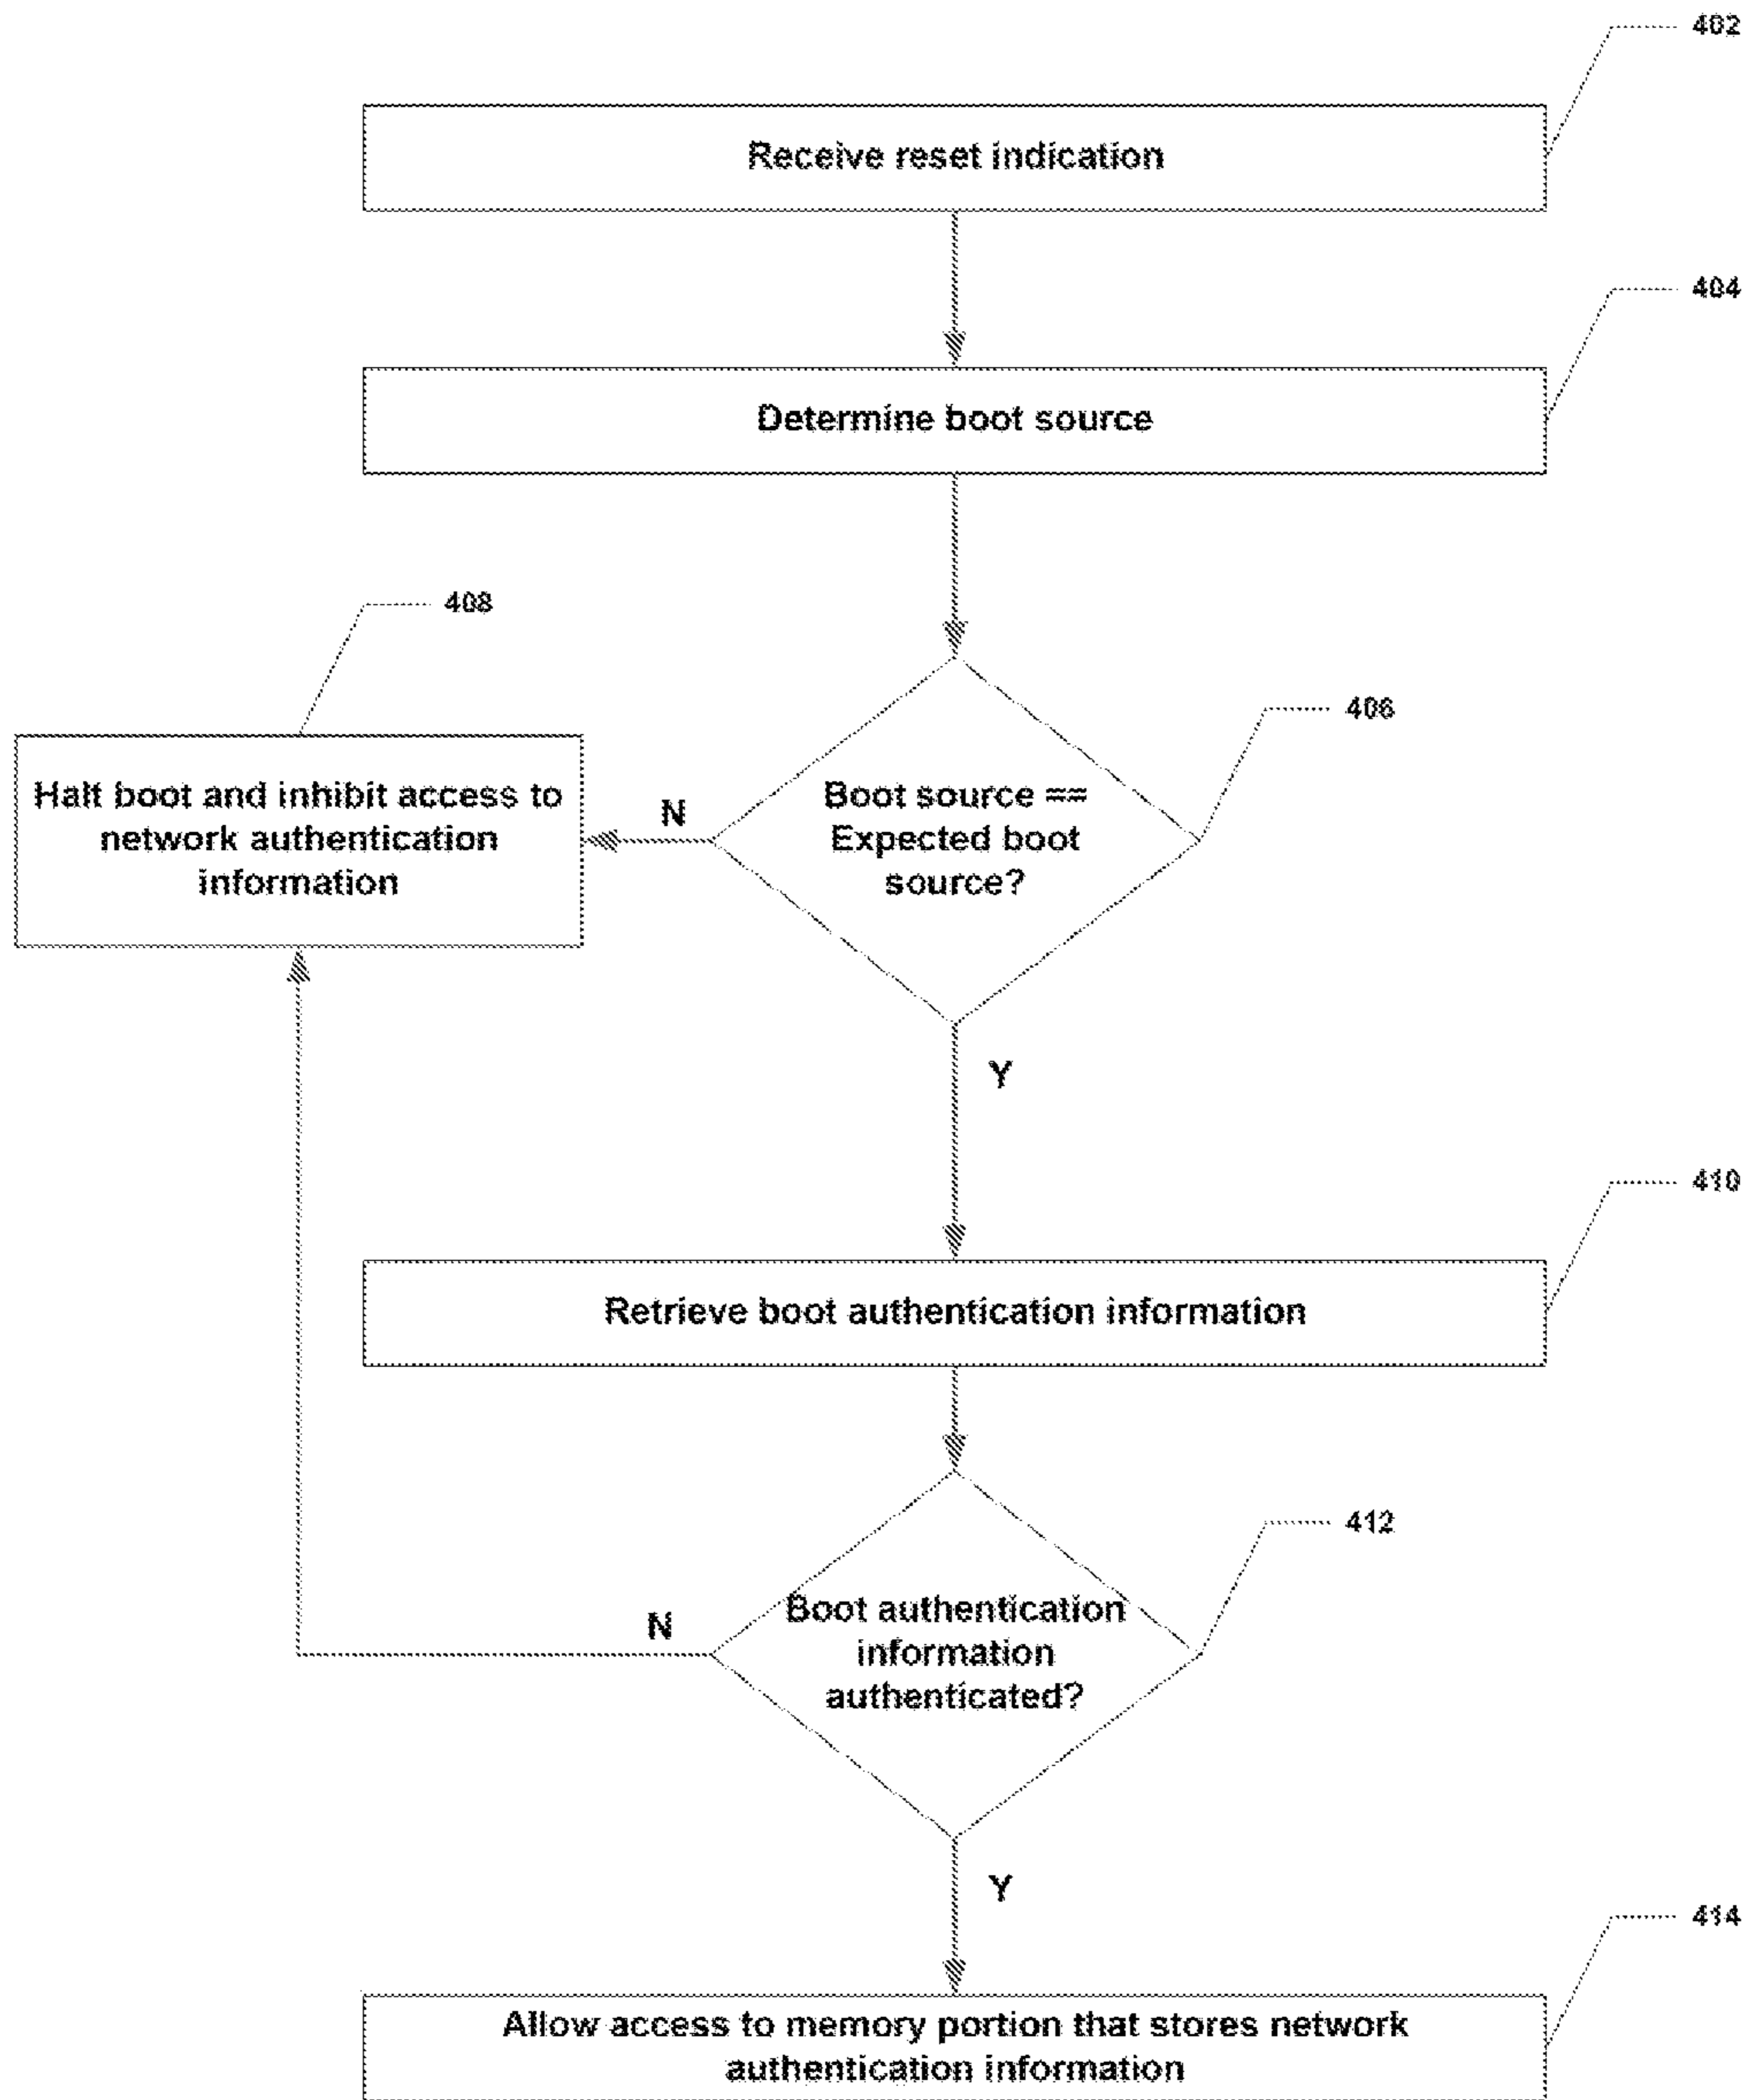 402
Receive reset indication
404
Determine boot source
408
406
Halt boot and inhibit access to
network authentication
information
N
Boot source ==
Expected boot
source?
Y
410
Retrieve boot authentication information
412
N
Boot authentication
information
authenticated?
Y
414
Allow access to memory portion that stores network
authentication information